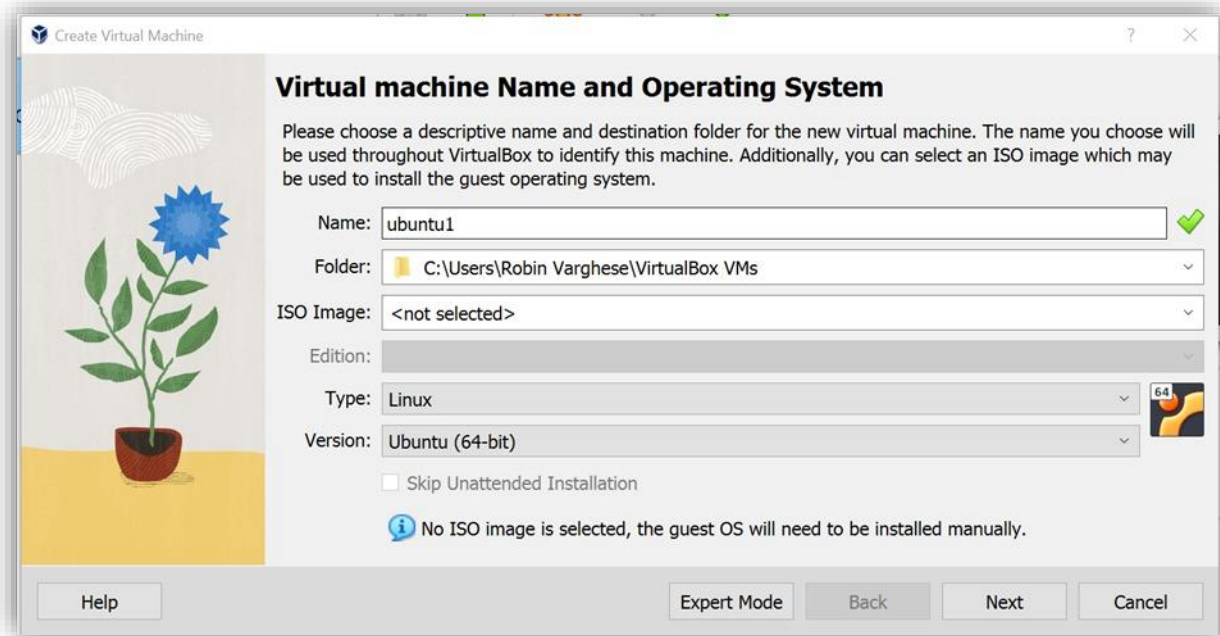 Create Virtual Machine
Virtual machine Name and Operating System
Please choose a descriptive name and destination folder for the new virtual machine. The name you choose will
be used throughout VirtualBox to identify this machine. Additionally, you can select an ISO image which may
be used to install the guest operating system.
Name: ubuntu1
Folder: C:\Users\Robin Varghese\VirtualBox VMs
ISO Image: <not selected>
Edition:
Type: Linux
64
Version: Ubuntu (64-bit)
Skip Unattended Installation
No ISO image is selected, the guest OS will need to be installed manually.
Help Expert Mode Back Next Cancel